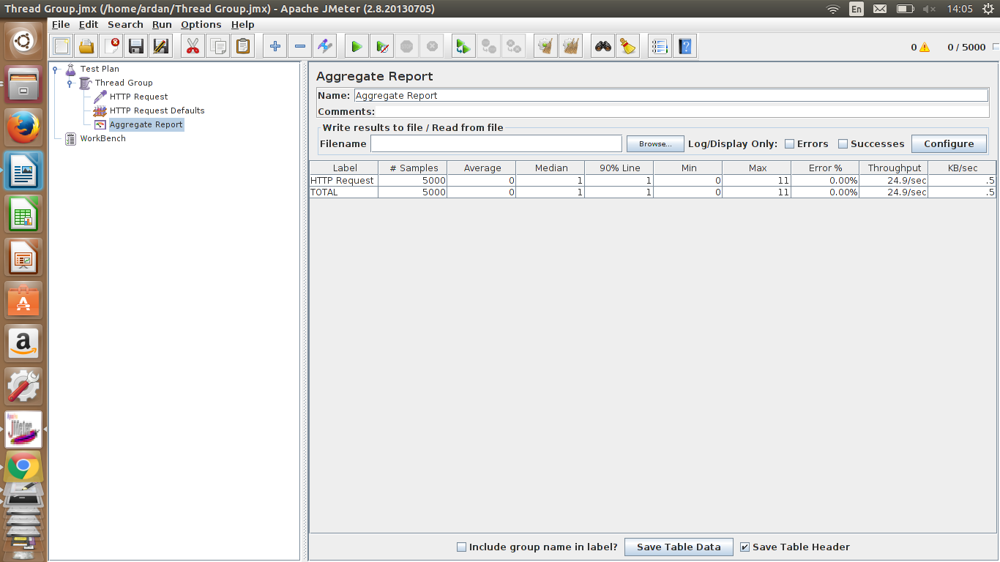 Thread Group.jmx (/home/ardan/Thread Group.jmx) - Apache JMeter (2.8.20130705)
En
14:05
File Edit Search Run Options Help
0
0 / 5000
Test Plan
Thread Group
HTTP Request
HTTP Request Defaults
Aggregate Report
WorkBench
Aggregate Report
Name: Aggregate Report
Comments:
Write results to file / Read from file
Filename Browse... Log/Display Only: Errors Successes Configure
Label # Samples Average Median 90% Line Min Max Error % Throughput KB/sec
HTTP Request 5000 0 1 1 0 11 0.00% 24.9/sec .5
TOTAL 5000 0 1 1 0 11 0.00% 24.9/sec .5
Include group name in label? Save Table Data Save Table Header
A
a
JMeter